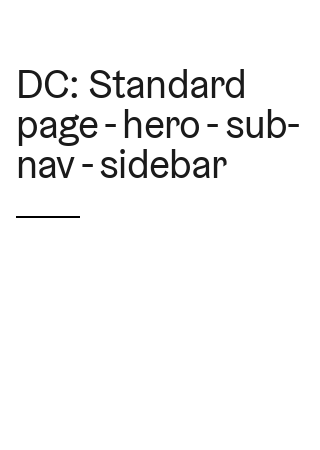 DC: Standard
page - hero - sub-
nav - sidebar